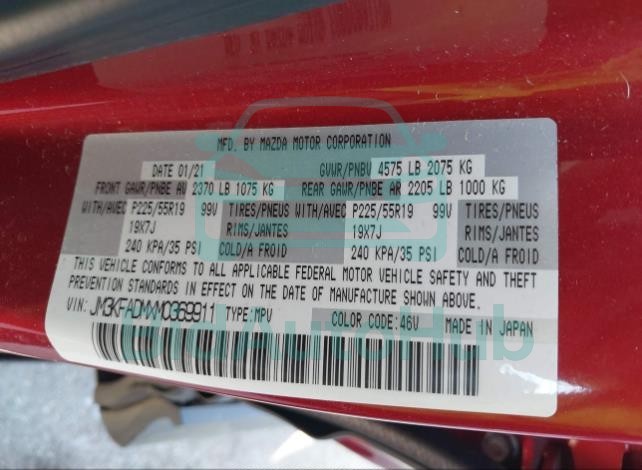 MFD. BY MAZDA MOTOR CORPORATION
DATE 01/21 GVWR/PNBV 4575 LB 2075 KG
FRONT GAWR/PNBE AV 2370 LB 1075 KG REAR GAWR/PNBE AR 2205 LB 1000 KG
WITH/AVEC P225/55R19 99V TIRES/PNEUS WITH/AVEC P225/55R19 99V TIRES/PNEUS
19X7J RIMS/JANTES 19X7J RIMS/JANTES
240 KPA/35 PSI COLD/A FROID 240 KPA/35 PSI COLD/A FROID
THIS VEHICLE CONFORMS TO ALL APPLICABLE FEDERAL MOTOR VEHICLE SAFETY AND THEFT
PREVENTION STANDARDS IN EFFECT ON THE DATE OF MANUFACTURE SHOWN ABOVE.
VIN: JM3KFADMXM0369911 TYPE:MPV COLOR CODE:46V MADE IN JAPAN
BidAutoHub